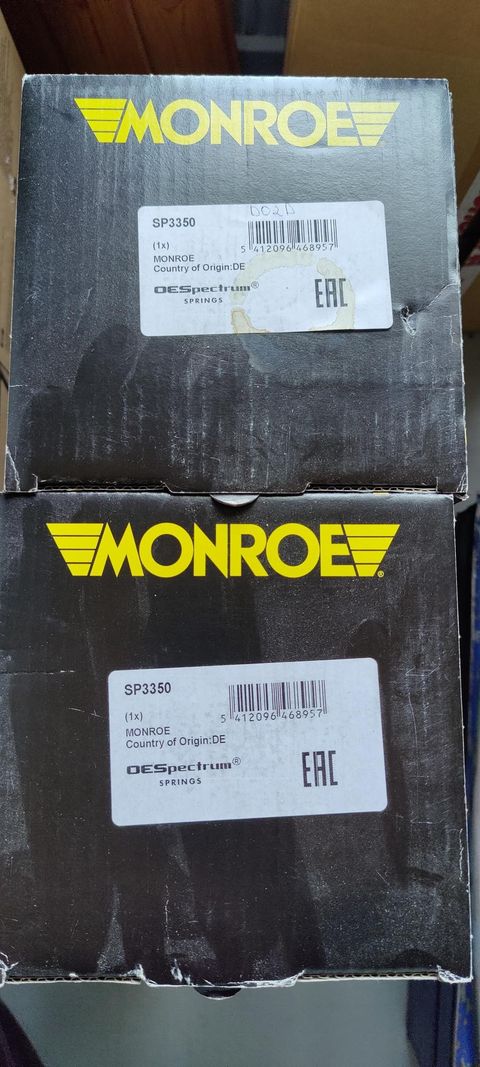 MONROE
SP3350
D02D
(1x)
5 412096 468957
MONROE
Country of Origin:DE
OESpectrum®
SPRINGS
EAC
MONROE®
SP3350
(1x)
5 412096 468957
MONROE
Country of Origin:DE
OESpectrum®
SPRINGS
EAC